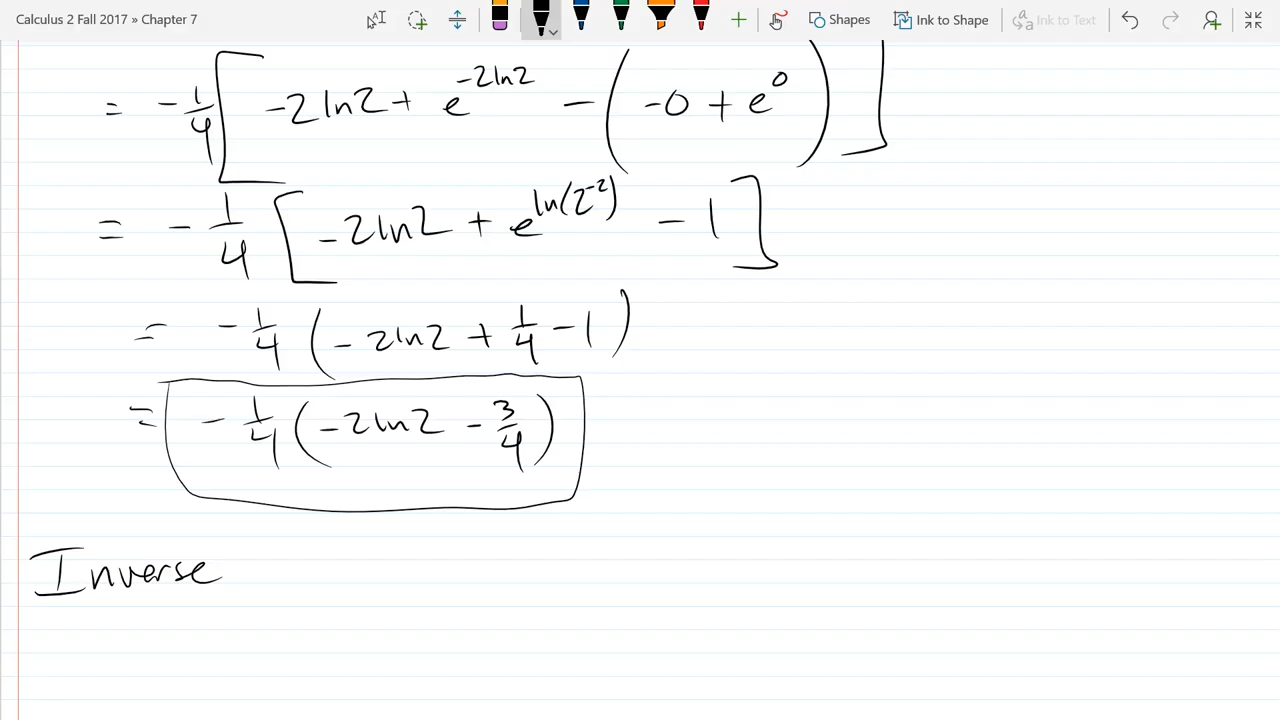 Calculus 2 Fall 2017 » Chapter 7 Shapes Ink to Shape Ink to Text
= -1/4 [ -2ln2 + e^{-2ln2} - ( -0 + e^0 ) ]
= -1/4 [ -2ln2 + e^{ln(2^{-2})} - 1 ]
= -1/4 ( -2ln2 + 1/4 - 1 )
= -1/4 ( -2ln2 - 3/4 )
Inverse